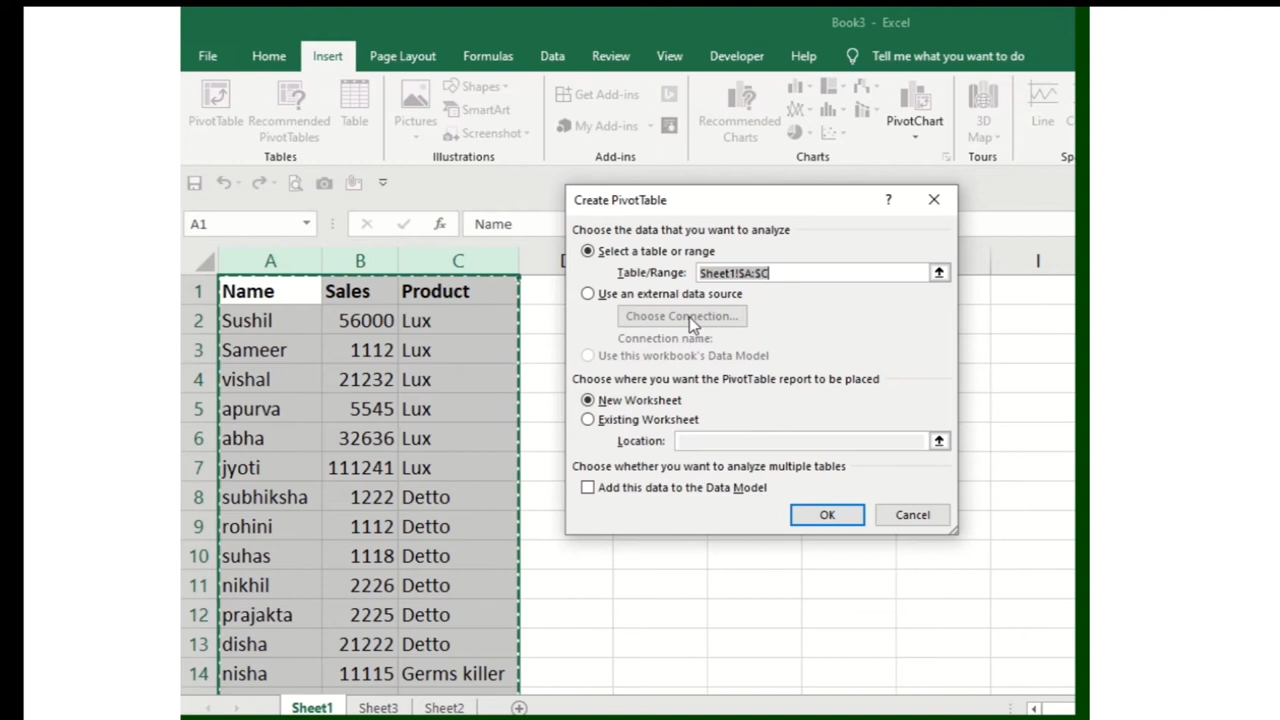 Book3 - Excel
File Home Insert Page Layout Formulas Data Review View Developer Help Tell me what you want to do
PivotTable Recommended PivotTables Table
Tables
Pictures Shapes SmartArt Screenshot
Illustrations
Get Add-ins
My Add-ins
Add-ins
Recommended Charts
PivotChart
Charts
3D Map
Tours
Line
A1 fx Name
A B C I
1 Name Sales Product
2 Sushil 56000 Lux
3 Sameer 1112 Lux
4 vishal 21232 Lux
5 apurva 5545 Lux
6 abha 32636 Lux
7 jyoti 111241 Lux
8 subhiksha 1222 Detto
9 rohini 1112 Detto
10 suhas 1118 Detto
11 nikhil 2226 Detto
12 prajakta 2225 Detto
13 disha 21222 Detto
14 nisha 11115 Germs killer
Create PivotTable ?
Choose the data that you want to analyze
Select a table or range
Table/Range: Sheet1!$A:$C
Use an external data source
Choose Connection...
Connection name:
Use this workbook's Data Model
Choose where you want the PivotTable report to be placed
New Worksheet
Existing Worksheet
Location:
Choose whether you want to analyze multiple tables
Add this data to the Data Model
OK Cancel
Sheet1 Sheet3 Sheet2